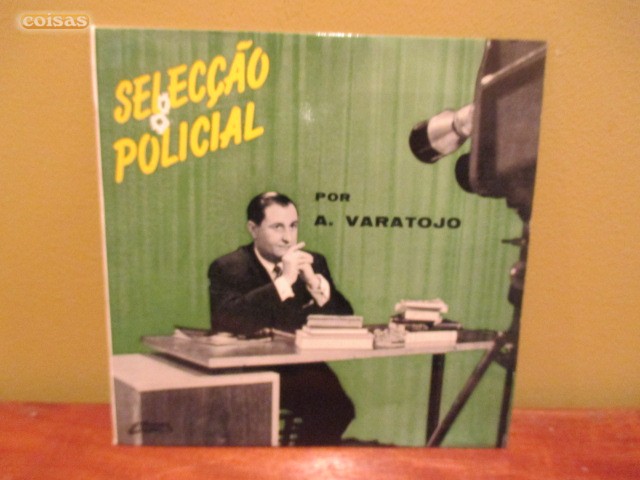 coisas
SELECÇÃO
POLICIAL
POR
A. VARATOJO